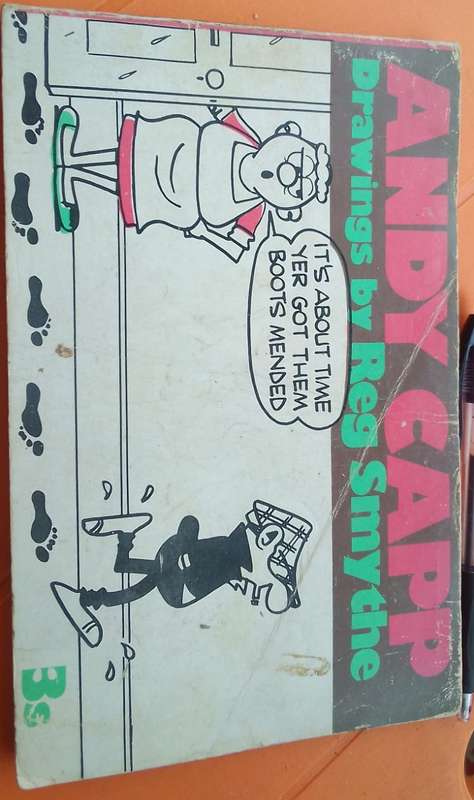 ANDY CAPP
Drawings by Reg Smythe
IT'S ABOUT TIME
YER GOT THEM
BOOTS MENDED
3s